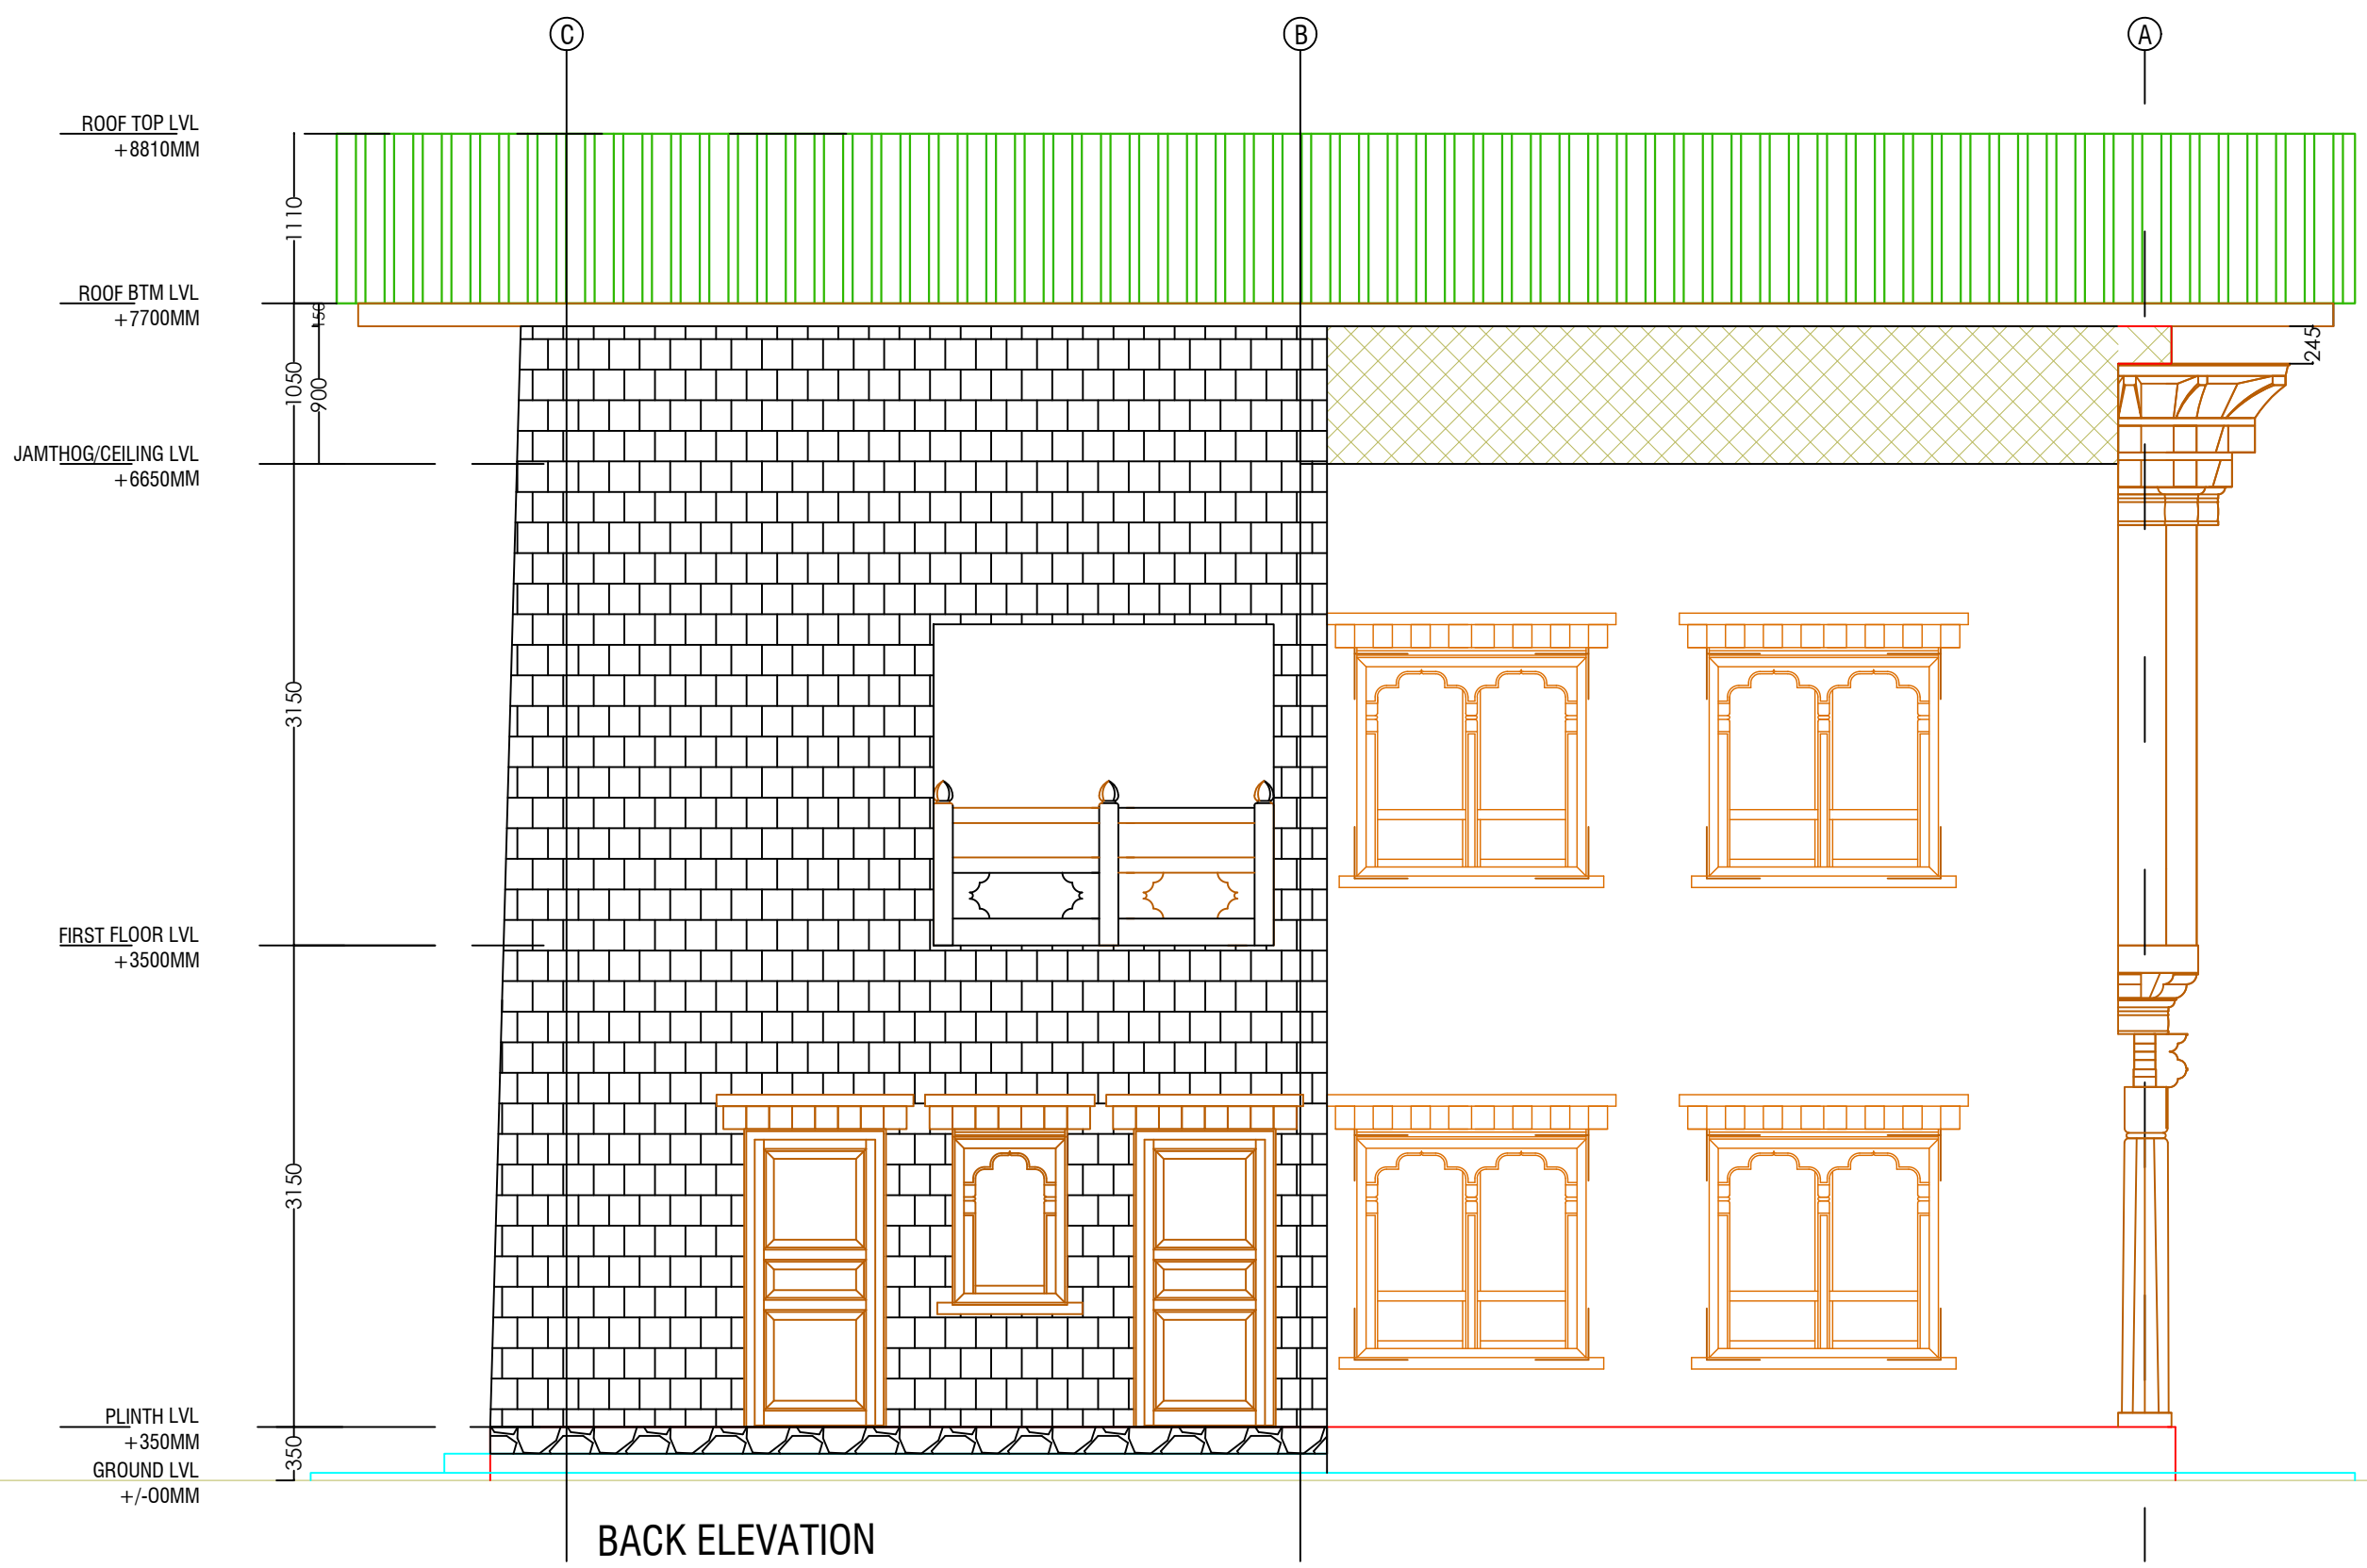 C
B
A
ROOF TOP LVL
+8810MM
1110
ROOF BTM LVL
+7700MM
150
245
1050
900
JAMTHOG/CEILING LVL
+6650MM
3150
FIRST FLOOR LVL
+3500MM
3150
PLINTH LVL
+350MM
350
GROUND LVL
+/-00MM
BACK ELEVATION